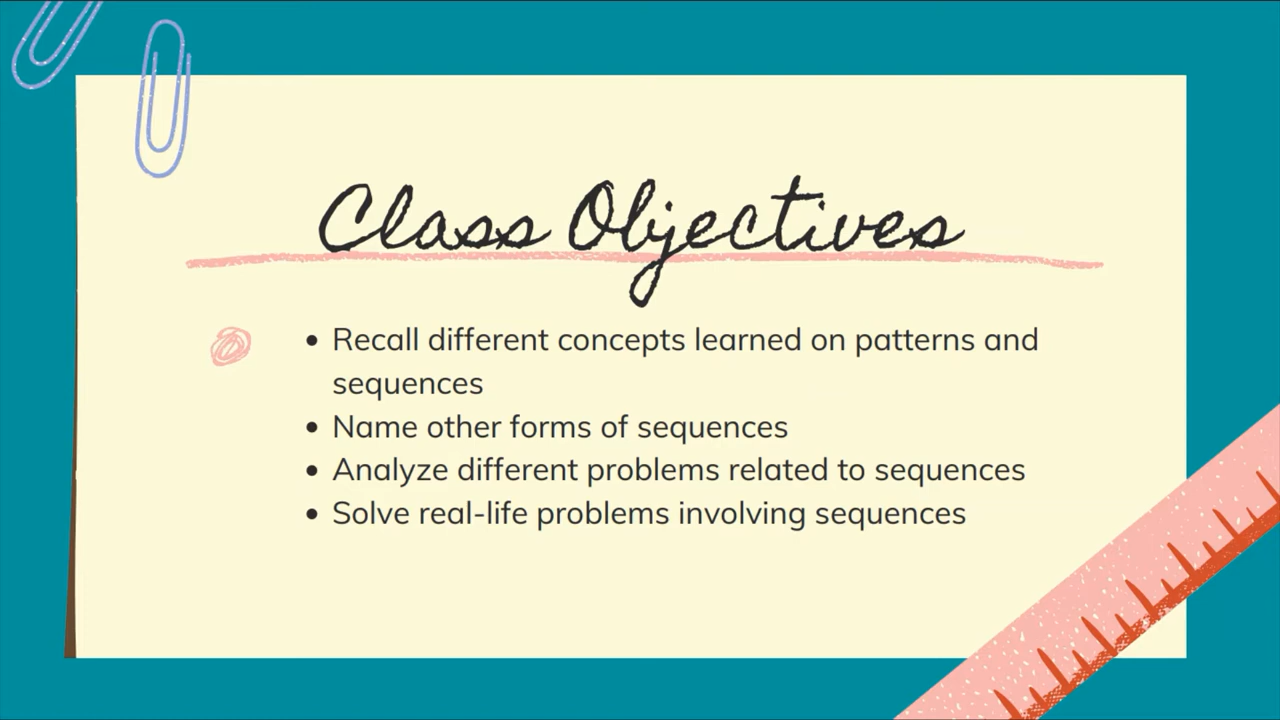 Class Objectives
• Recall different concepts learned on patterns and
sequences
• Name other forms of sequences
• Analyze different problems related to sequences
• Solve real-life problems involving sequences